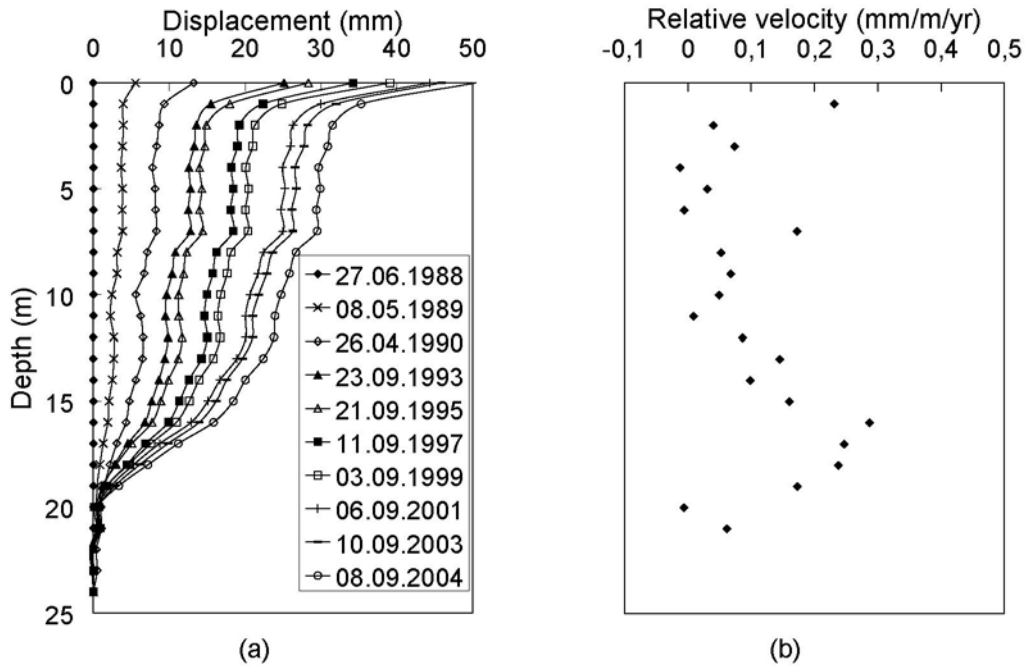 Displacement (mm)
0 10 20 30 40 50
Depth (m)
0
5
10
15
20
25
27.06.1988
08.05.1989
26.04.1990
23.09.1993
21.09.1995
11.09.1997
03.09.1999
06.09.2001
10.09.2003
08.09.2004
(a)
Relative velocity (mm/m/yr)
-0,1 0 0,1 0,2 0,3 0,4 0,5
(b)